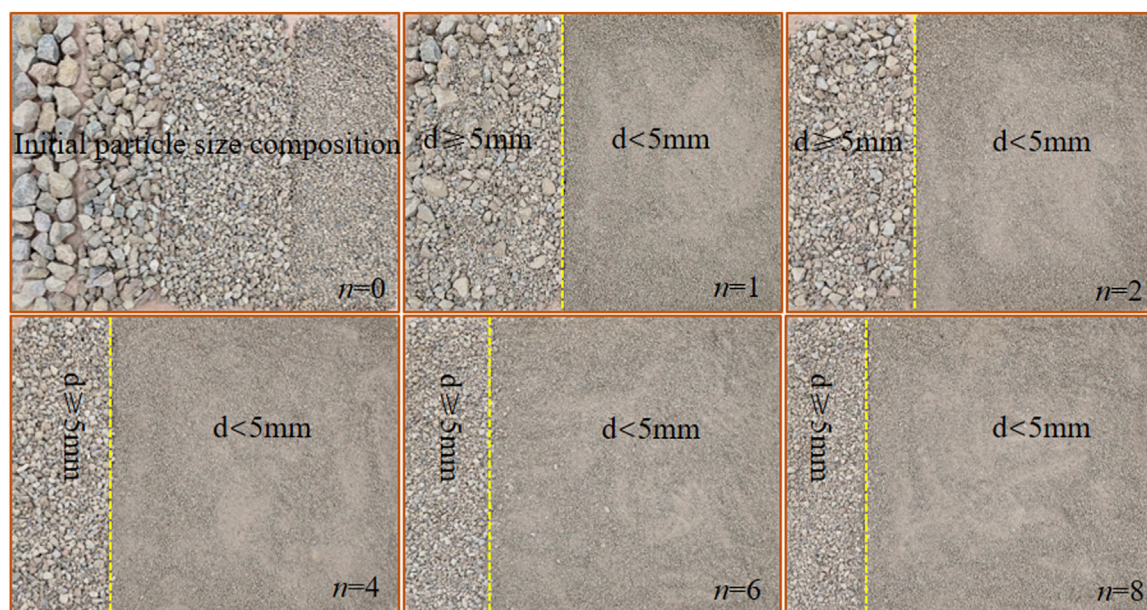 Initial particle size composition
n=0
d⩾5mm
d<5mm
n=1
d⩾5mm
d<5mm
n=2
d⩾5mm
d<5mm
n=4
d⩾5mm
d<5mm
n=6
d⩾5mm
d<5mm
n=8